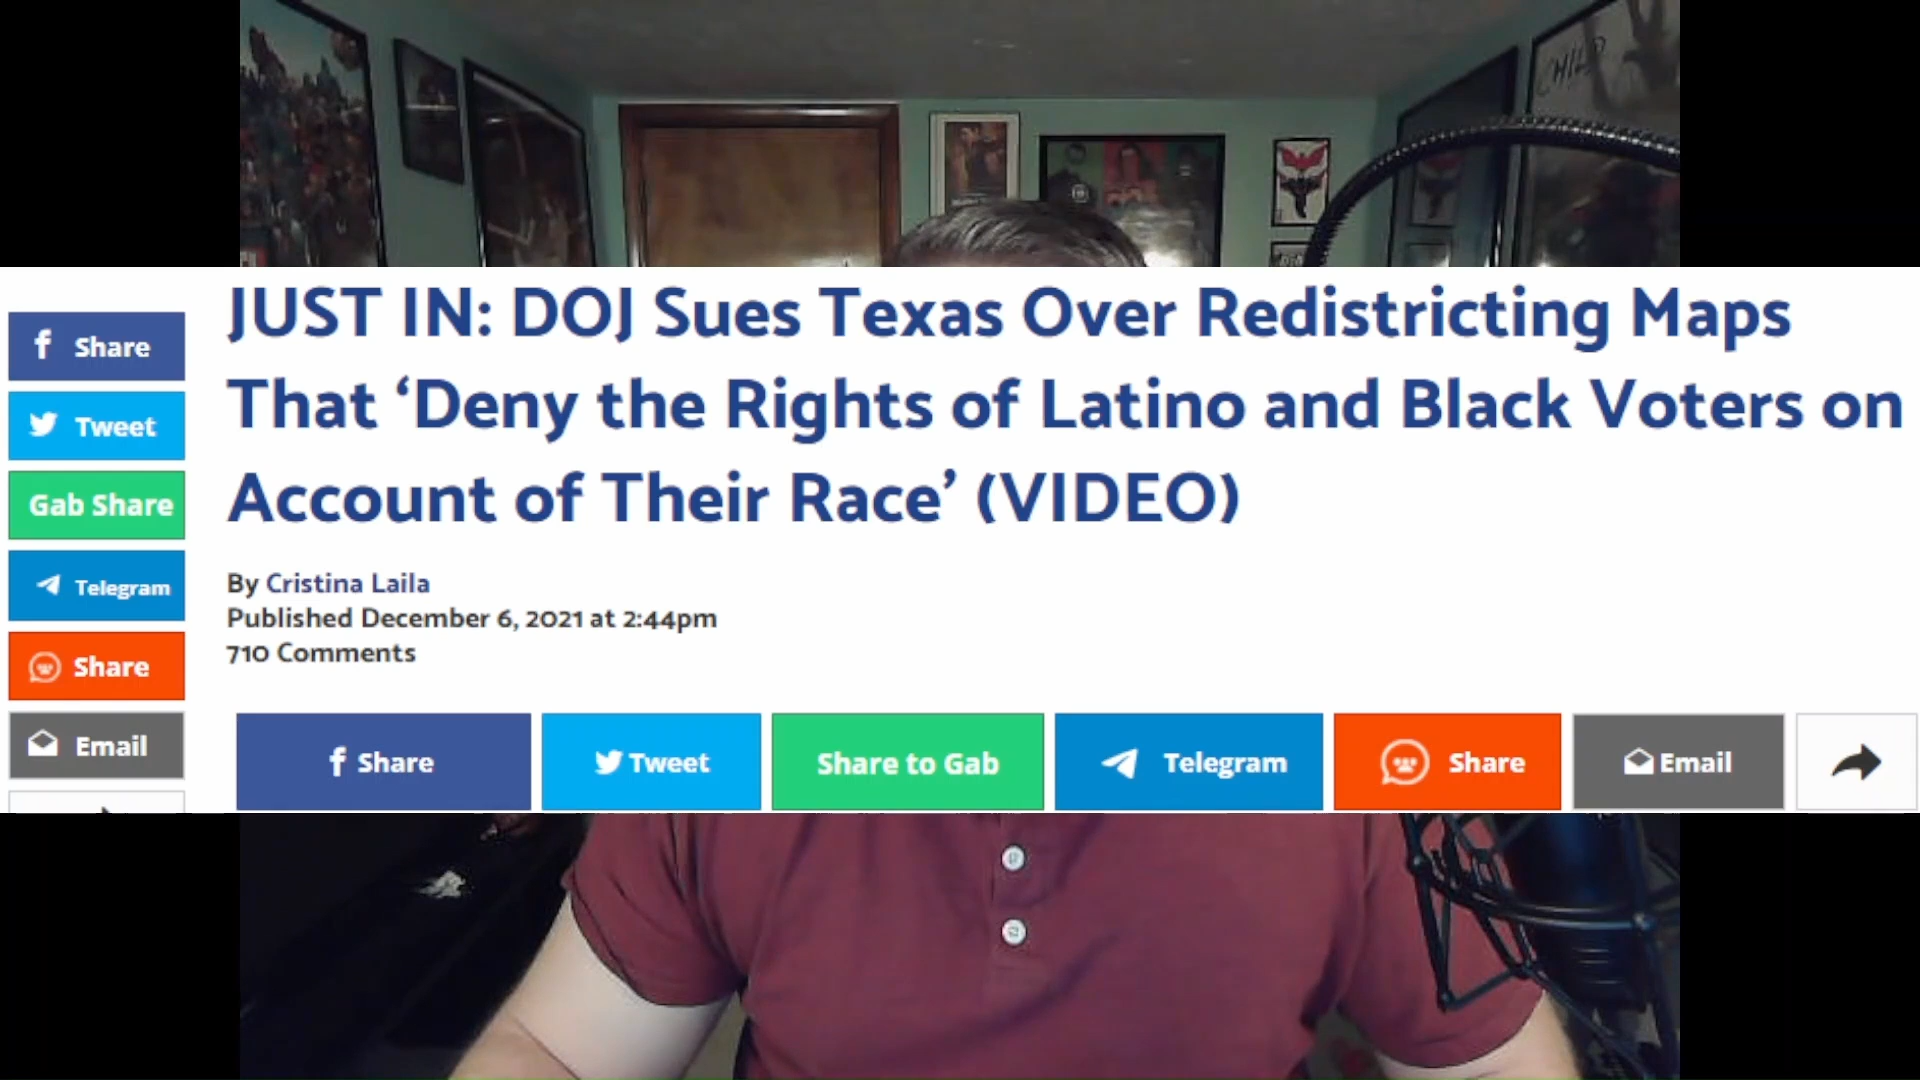 CHILD
JUST IN: DOJ Sues Texas Over Redistricting Maps
That ‘Deny the Rights of Latino and Black Voters on
Account of Their Race’ (VIDEO)
By Cristina Laila
Published December 6, 2021 at 2:44pm
710 Comments
Share
Tweet
Gab Share
Telegram
Share
Email
Share
Tweet
Share to Gab
Telegram
Share
Email